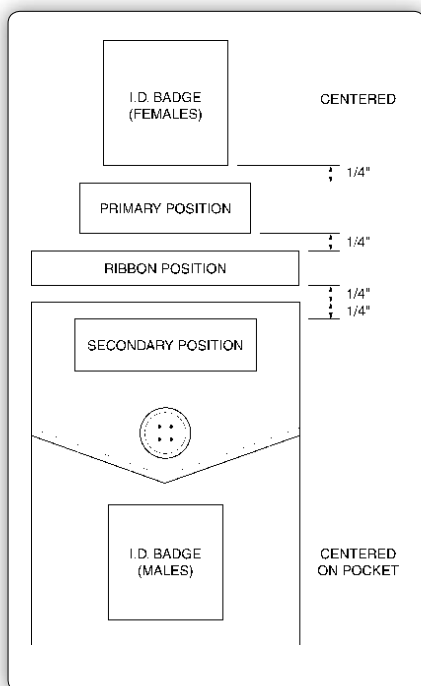 I.D. BADGE
(FEMALES)
CENTERED
1/4"
PRIMARY POSITION
1/4"
RIBBON POSITION
1/4"
1/4"
SECONDARY POSITION
I.D. BADGE
(MALES)
CENTERED
ON POCKET